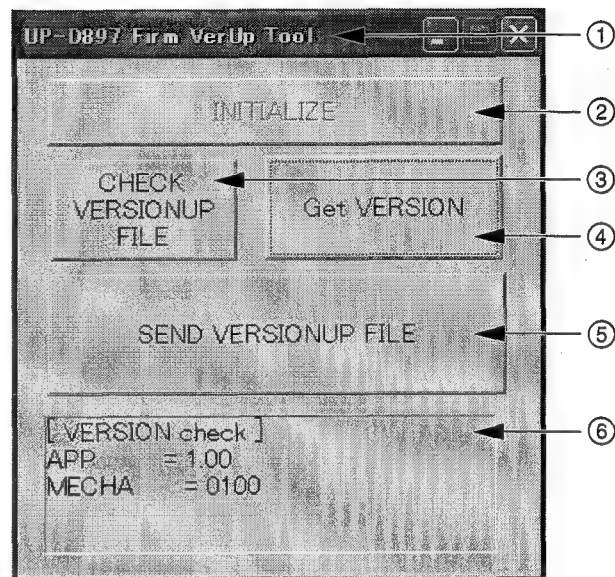 UP-D897 Firm VerUp Tool
①
INITIALIZE
②
CHECK
VERSIONUP
FILE
③
Get VERSION
④
SEND VERSIONUP FILE
⑤
[ VERSION check ]
APP = 1.00
MECHA = 0100
⑥